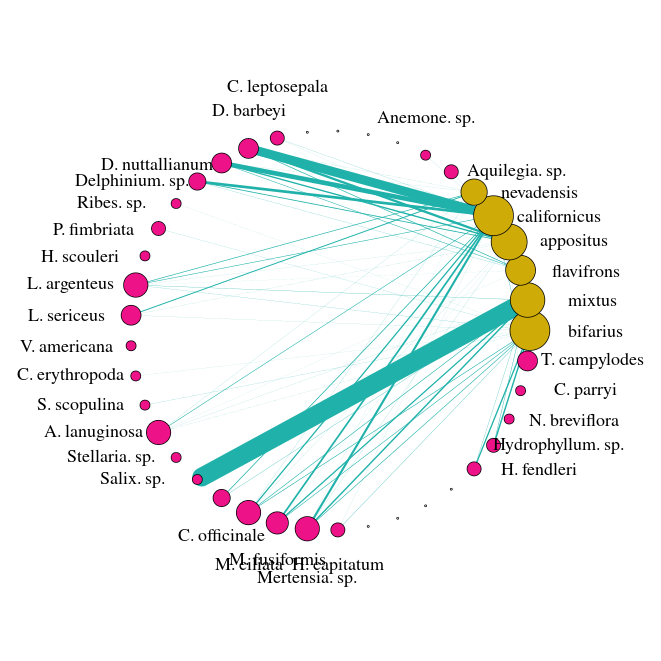 C. leptosepala
D. barbeyi
Anemone. sp.
D. nuttallianum
Aquilegia. sp.
Delphinium. sp.
nevadensis
Ribes. sp.
californicus
P. fimbriata
appositus
H. scouleri
flavifrons
L. argenteus
mixtus
L. sericeus
bifarius
V. americana
T. campylodes
C. erythropoda
C. parryi
S. scopulina
N. breviflora
A. lanuginosa
Hydrophyllum. sp.
Stellaria. sp.
H. fendleri
Salix. sp.
C. officinale
M. fusiformis
M. ciliata
H. capitatum
Mertensia. sp.